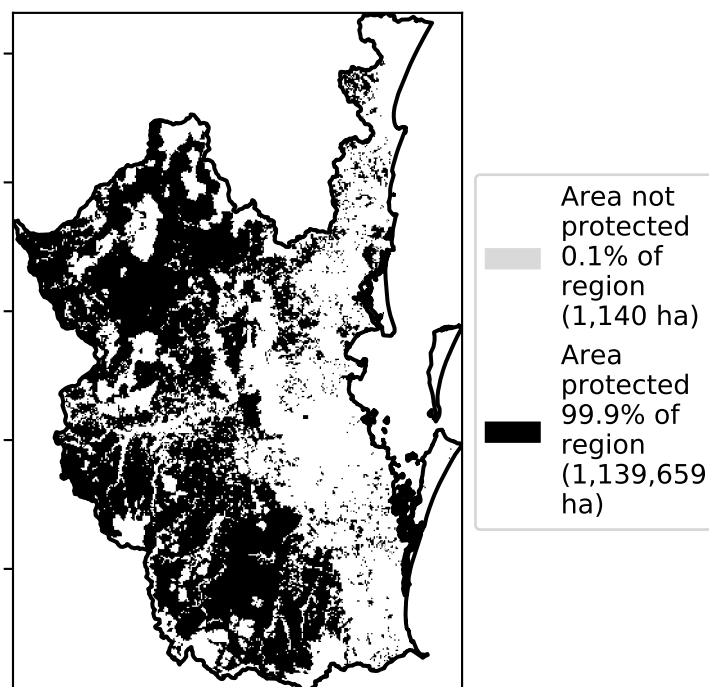 Area not
protected
0.1% of
region
(1,140 ha)
Area
protected
99.9% of
region
(1,139,659
ha)